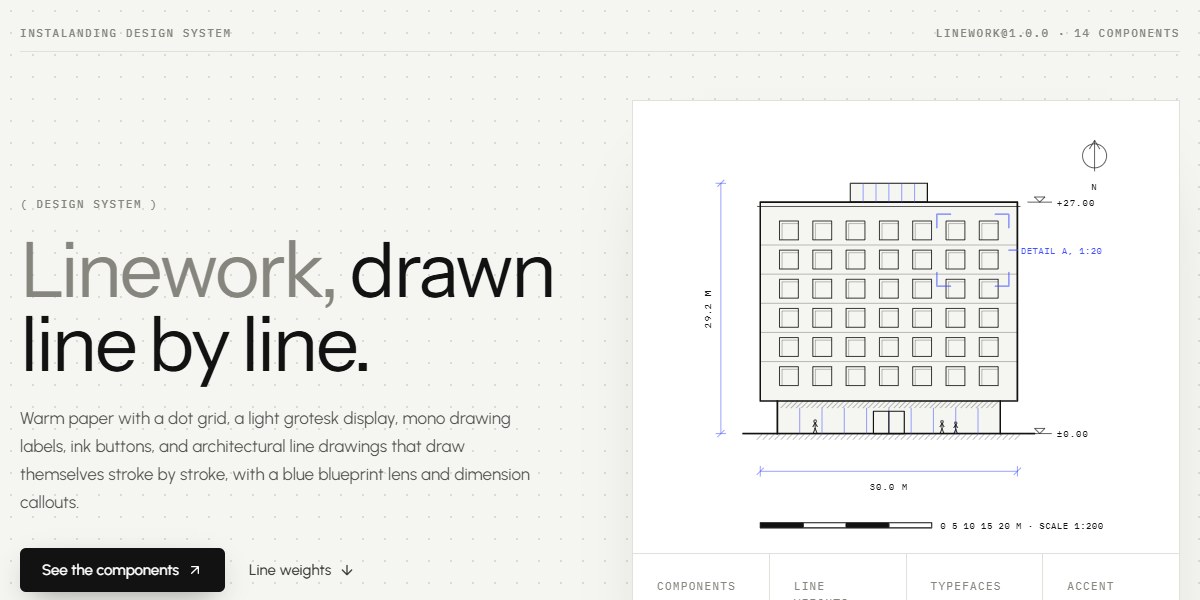 INSTALANDING DESIGN SYSTEM
LINEWORK@1.0.0 · 14 COMPONENTS
( DESIGN SYSTEM )
Linework, drawn
line by line.
Warm paper with a dot grid, a light grotesk display, mono drawing
labels, ink buttons, and architectural line drawings that draw
themselves stroke by stroke, with a blue blueprint lens and dimension
callouts.
See the components
Line weights
N
+27.00
DETAIL A, 1:20
29.2 M
±0.00
30.0 M
0 5 10 15 20 M · SCALE 1:200
COMPONENTS
LINE
WEIGHTS
TYPEFACES
ACCENT